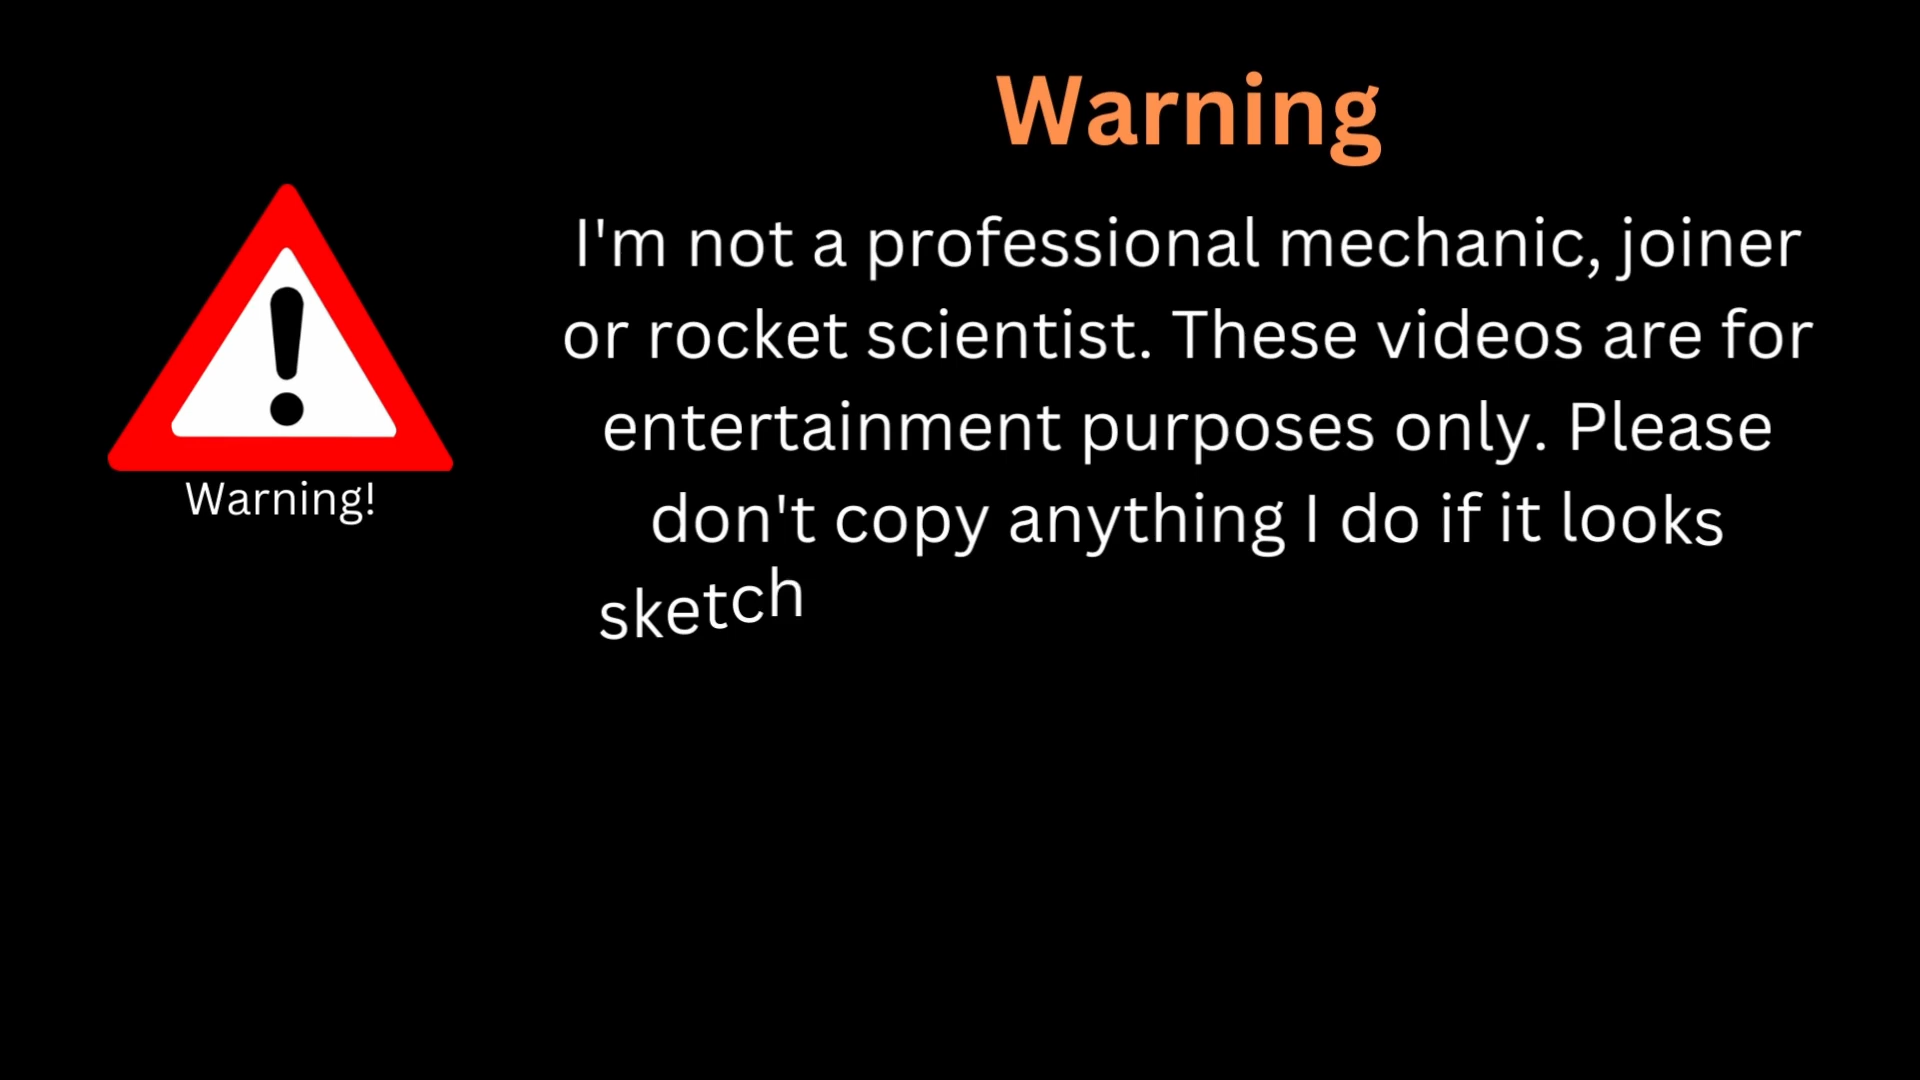 Warning
I'm not a professional mechanic, joiner
or rocket scientist. These videos are for
entertainment purposes only. Please
don't copy anything I do if it looks
sketch
Warning!